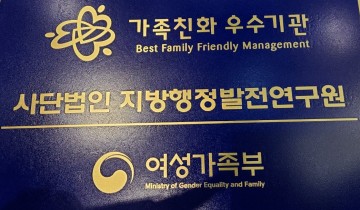 가족친화 우수기관
Best Family Friendly Management
사단법인 지방행정발전연구원
여성가족부
Ministry of Gender Equality and Family